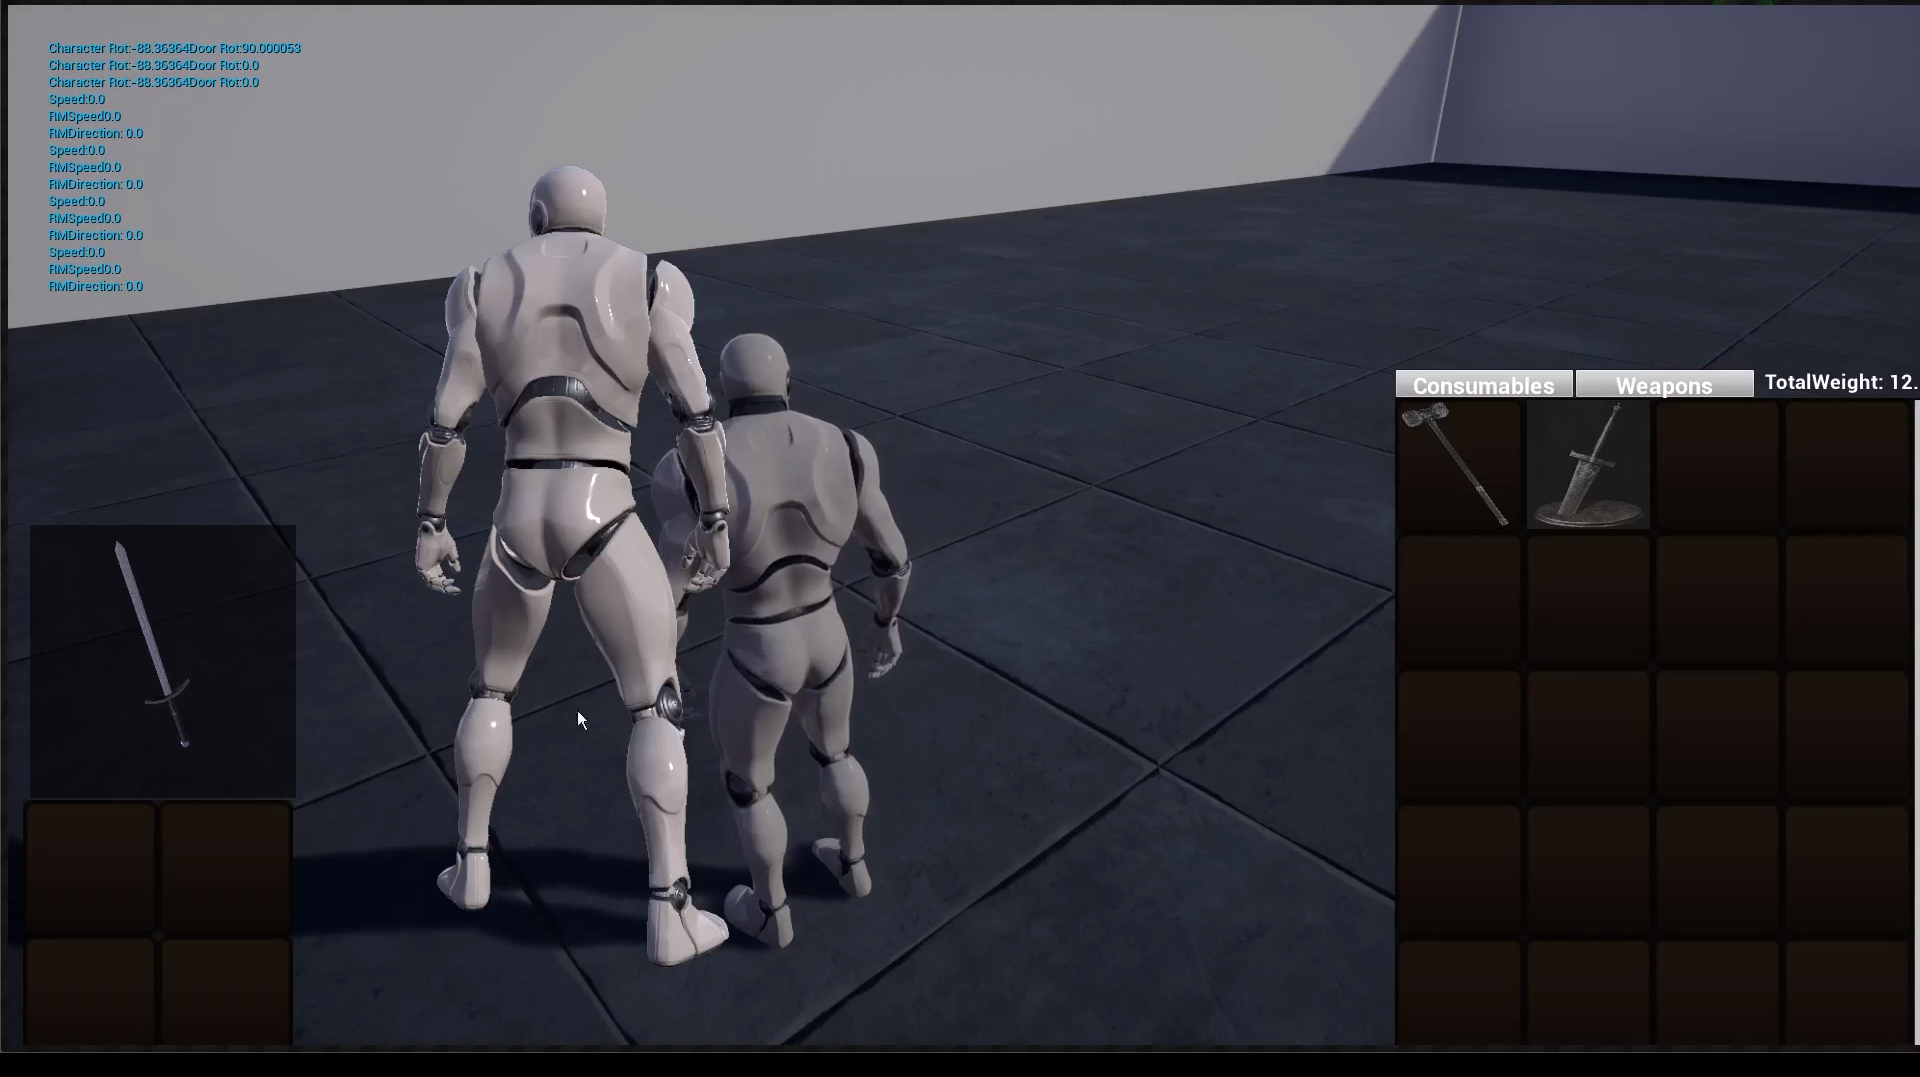 Character Rot:-88.36364Door Rot:90.000053
Character Rot:-88.36364Door Rot:0.0
Character Rot:-88.36364Door Rot:0.0
Speed:0.0
RMSpeed0.0
RMDirection: 0.0
Speed:0.0
RMSpeed0.0
RMDirection: 0.0
Speed:0.0
RMSpeed0.0
RMDirection: 0.0
Speed:0.0
RMSpeed0.0
RMDirection: 0.0
Consumables Weapons TotalWeight: 12.